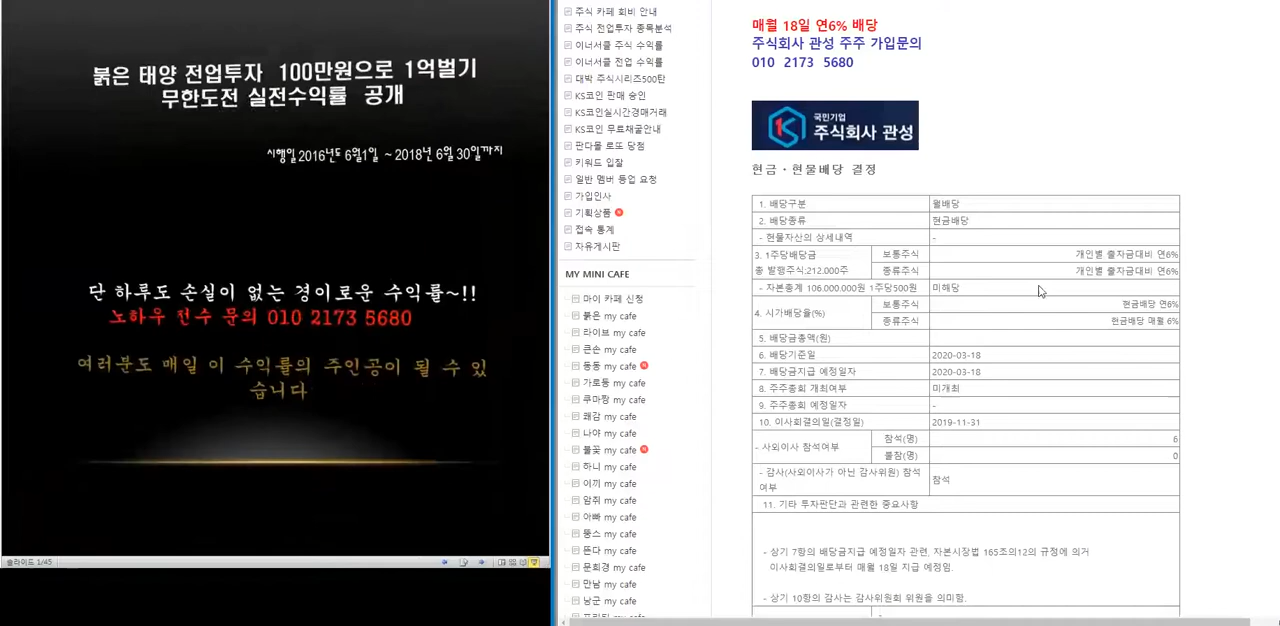 붉은 태양 전업투자 100만원으로 1억벌기
무한도전 실전수익률 공개
시행일2016년도 6월1일 ~ 2018년 6월 30일까지
단 하루도 손실이 없는 경이로운 수익률~!!
노하우 전수 문의 010 2173 5680
여러분도 매일 이 수익률의 주인공이 될 수 있
습니다
슬라이드 1/45
주식 카페 회비 안내
주식 전업투자 종목분석
이너서클 주식 수익률
이너서클 전업 수익률
대박 주식시리즈500탄
KS코인 판매 승인
KS코인실시간경매거래
KS코인 무료채굴안내
판다올 로또 당첨
키워드 입찰
일반 멤버 등업 요청
가입인사
기획상품
접속 통계
자유게시판
MY MINI CAFE
마이 카페 신청
붉은 my cafe
라이브 my cafe
큰손 my cafe
동동 my cafe
가로등 my cafe
쿠마짱 my cafe
쾌감 my cafe
나야 my cafe
불꽃 my cafe
하니 my cafe
이끼 my cafe
암쥐 my cafe
아빠 my cafe
뚱스 my cafe
뜬다 my cafe
문희경 my cafe
만남 my cafe
낭군 my cafe
매월 18일 연6% 배당
주식회사 관성 주주 가입문의
010 2173 5680
국민기업
주식회사 관성
현금ㆍ현물배당 결정
1. 배당구분 월배당
2. 배당종류 현금배당
- 현물자산의 상세내역 -
3. 1주당배당금 보통주식 개인별 출자금대비 연6%
총 발행주식:212.000주 종류주식 개인별 출자금대비 연6%
- 자본총계 106.000.000원 1주당500원 미해당
4. 시가배당율(%) 보통주식 현금배당 연6%
종류주식 현금배당 매월 6%
5. 배당금총액(원)
6. 배당기준일 2020-03-18
7. 배당금지급 예정일자 2020-03-18
8. 주주총회 개최여부 미개최
9. 주주총회 예정일자 -
10. 이사회결의일(결정일) 2019-11-31
- 사외이사 참석여부 참석(명) 6
불참(명) 0
- 감사(사외이사가 아닌 감사위원) 참석
여부 참석
11. 기타 투자판단과 관련한 중요사항
- 상기 7항의 배당금지급 예정일자 관련, 자본시장법 165조의12의 규정에 의거
이사회결의일로부터 매월 18일 지급 예정임.
- 상기 10항의 감사는 감사위원회 위원을 의미함.